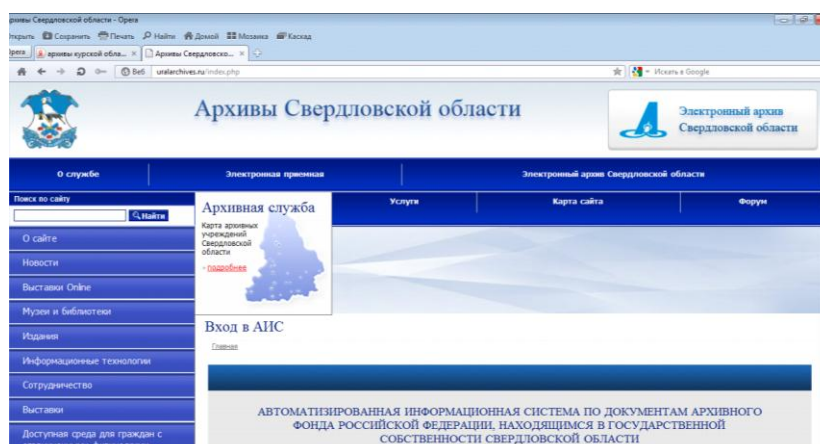 рхивы Свердловской области - Opera
ткрыть Сохранить Печать Найти Домой Мозаика Каскад
архивы курской обла... × Архивы Свердловско... ×
Веб uralarchives.ru/index.php Искать в Google
Архивы Свердловской области
Электронный архив
Свердловской области
О службе Электронная приемная Электронный архив Свердловской области
Поиск по сайту
Найти
Услуги Карта сайта Форум
Архивная служба
Карта архивных
учреждений
Свердловской
области
- подробнее
О сайте
Новости
Выставки Online
Музеи и библиотеки
Издания
Информационные технологии
Сотрудничество
Выставки
Доступная среда для граждан с
Вход в АИС
Главная
АВТОМАТИЗИРОВАННАЯ ИНФОРМАЦИОННАЯ СИСТЕМА ПО ДОКУМЕНТАМ АРХИВНОГО
ФОНДА РОССИЙСКОЙ ФЕДЕРАЦИИ, НАХОДЯЩИМСЯ В ГОСУДАРСТВЕННОЙ
СОБСТВЕННОСТИ СВЕРДЛОВСКОЙ ОБЛАСТИ